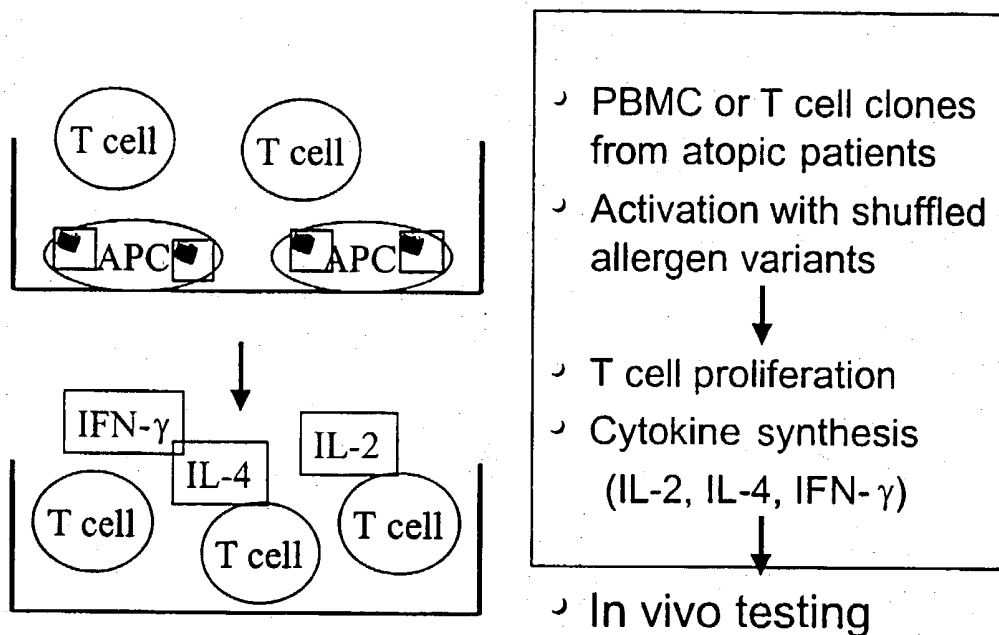 T cell
T cell
APC
APC
IFN-γ
IL-4
IL-2
T cell
T cell
T cell
PBMC or T cell clones
from atopic patients
Activation with shuffled
allergen variants
T cell proliferation
Cytokine synthesis
(IL-2, IL-4, IFN-γ)
In vivo testing